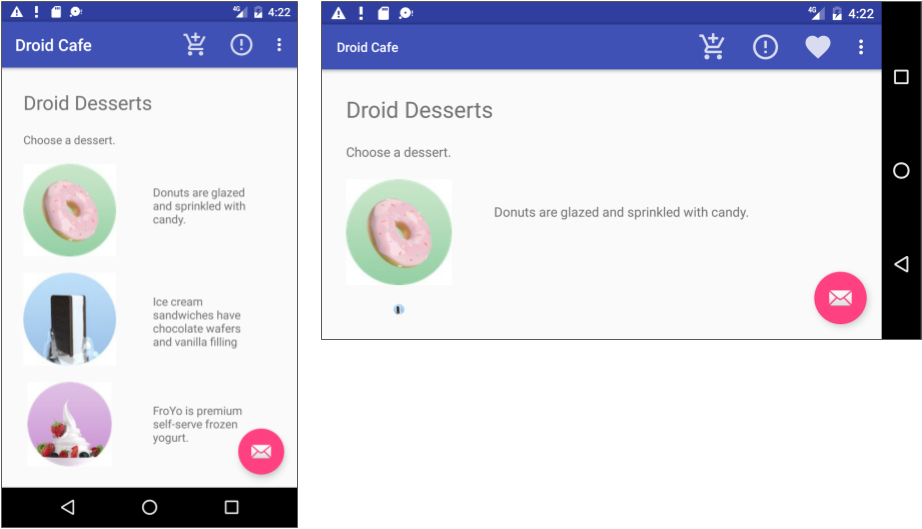 4G 4:22
Droid Cafe
Droid Desserts
Choose a dessert.
Donuts are glazed
and sprinkled with
candy.
Ice cream
sandwiches have
chocolate wafers
and vanilla filling
FroYo is premium
self-serve frozen
yogurt.
4G 4:22
Droid Cafe
Droid Desserts
Choose a dessert.
Donuts are glazed and sprinkled with candy.